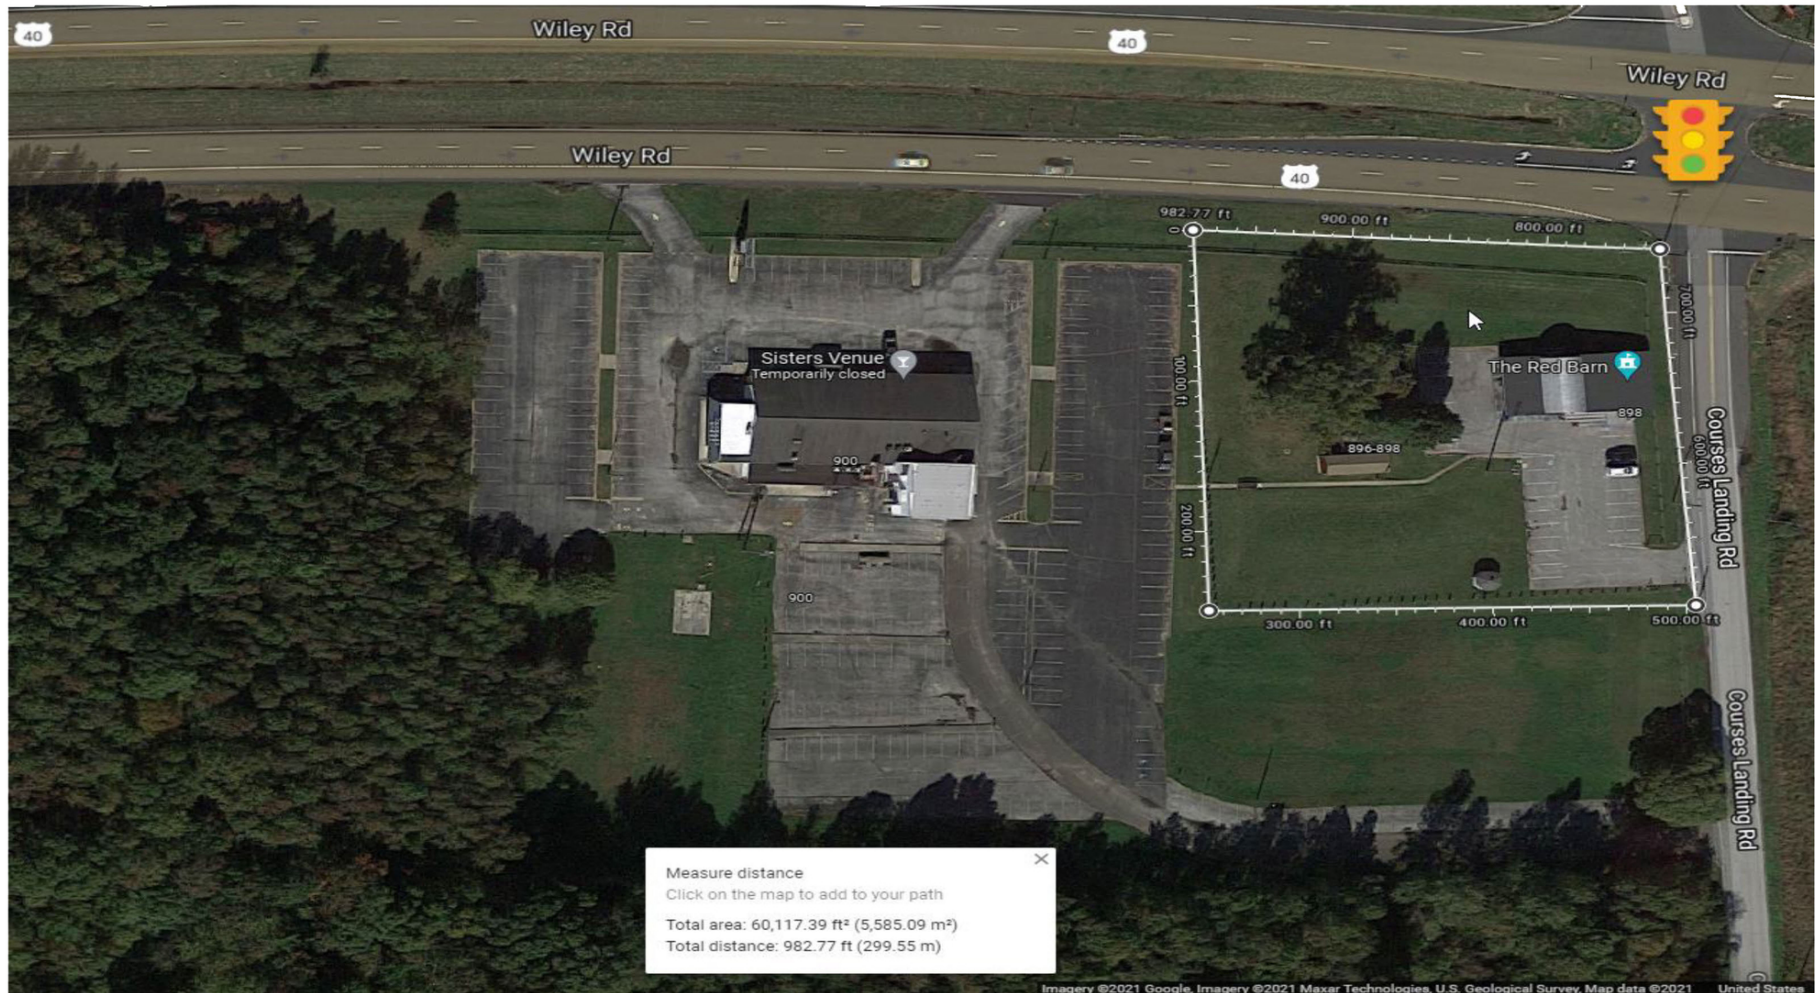 40
Wiley Rd
40
Wiley Rd
Wiley Rd
40
982.77 ft
900.00 ft
800.00 ft
0
700.00 ft
Sisters Venue
Temporarily closed
100.00 ft
The Red Barn
898
896-898
900
600.00 ft
Courses Landing Rd
200.00 ft
900
300.00 ft
400.00 ft
500.00 ft
Courses Landing Rd
Measure distance
Click on the map to add to your path
Total area: 60,117.39 ft² (5,585.09 m²)
Total distance: 982.77 ft (299.55 m)
Imagery ©2021 Google, Imagery ©2021 Maxar Technologies, U.S. Geological Survey, Map data ©2021 United States